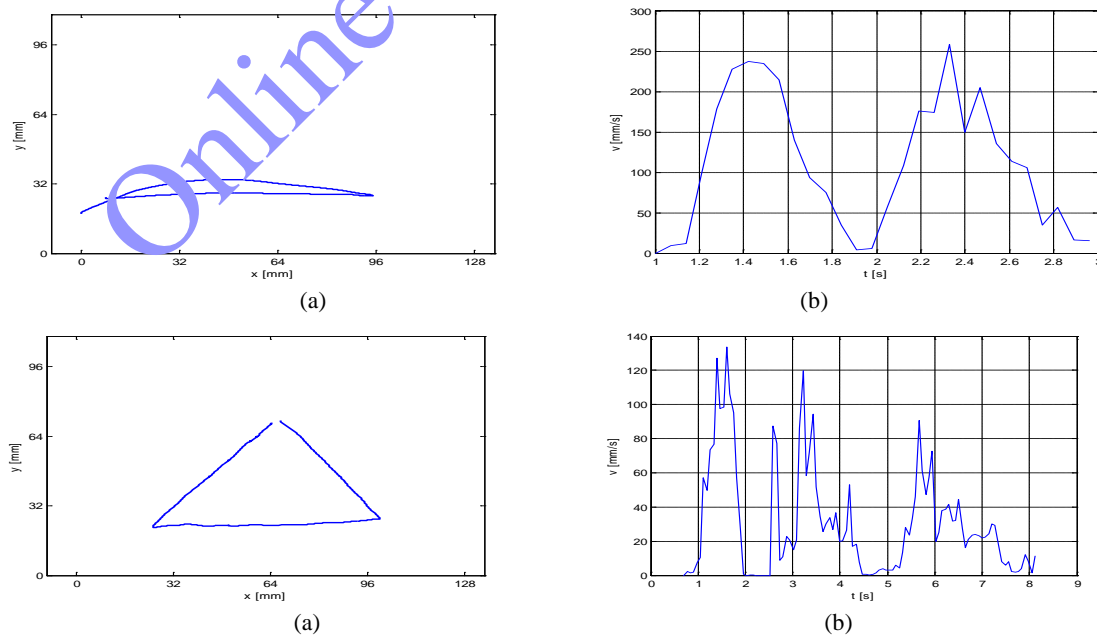 Online
96
64
32
0
y [mm]
0 32 64 96 128
x [mm]
(a)
300
250
200
150
100
50
0
v [mm/s]
1 1.2 1.4 1.6 1.8 2 2.2 2.4 2.6 2.8 3
t [s]
(b)
96
64
32
0
y [mm]
0 32 64 96 128
x [mm]
(a)
140
120
100
80
60
40
20
0
v [mm/s]
0 1 2 3 4 5 6 7 8 9
t [s]
(b)